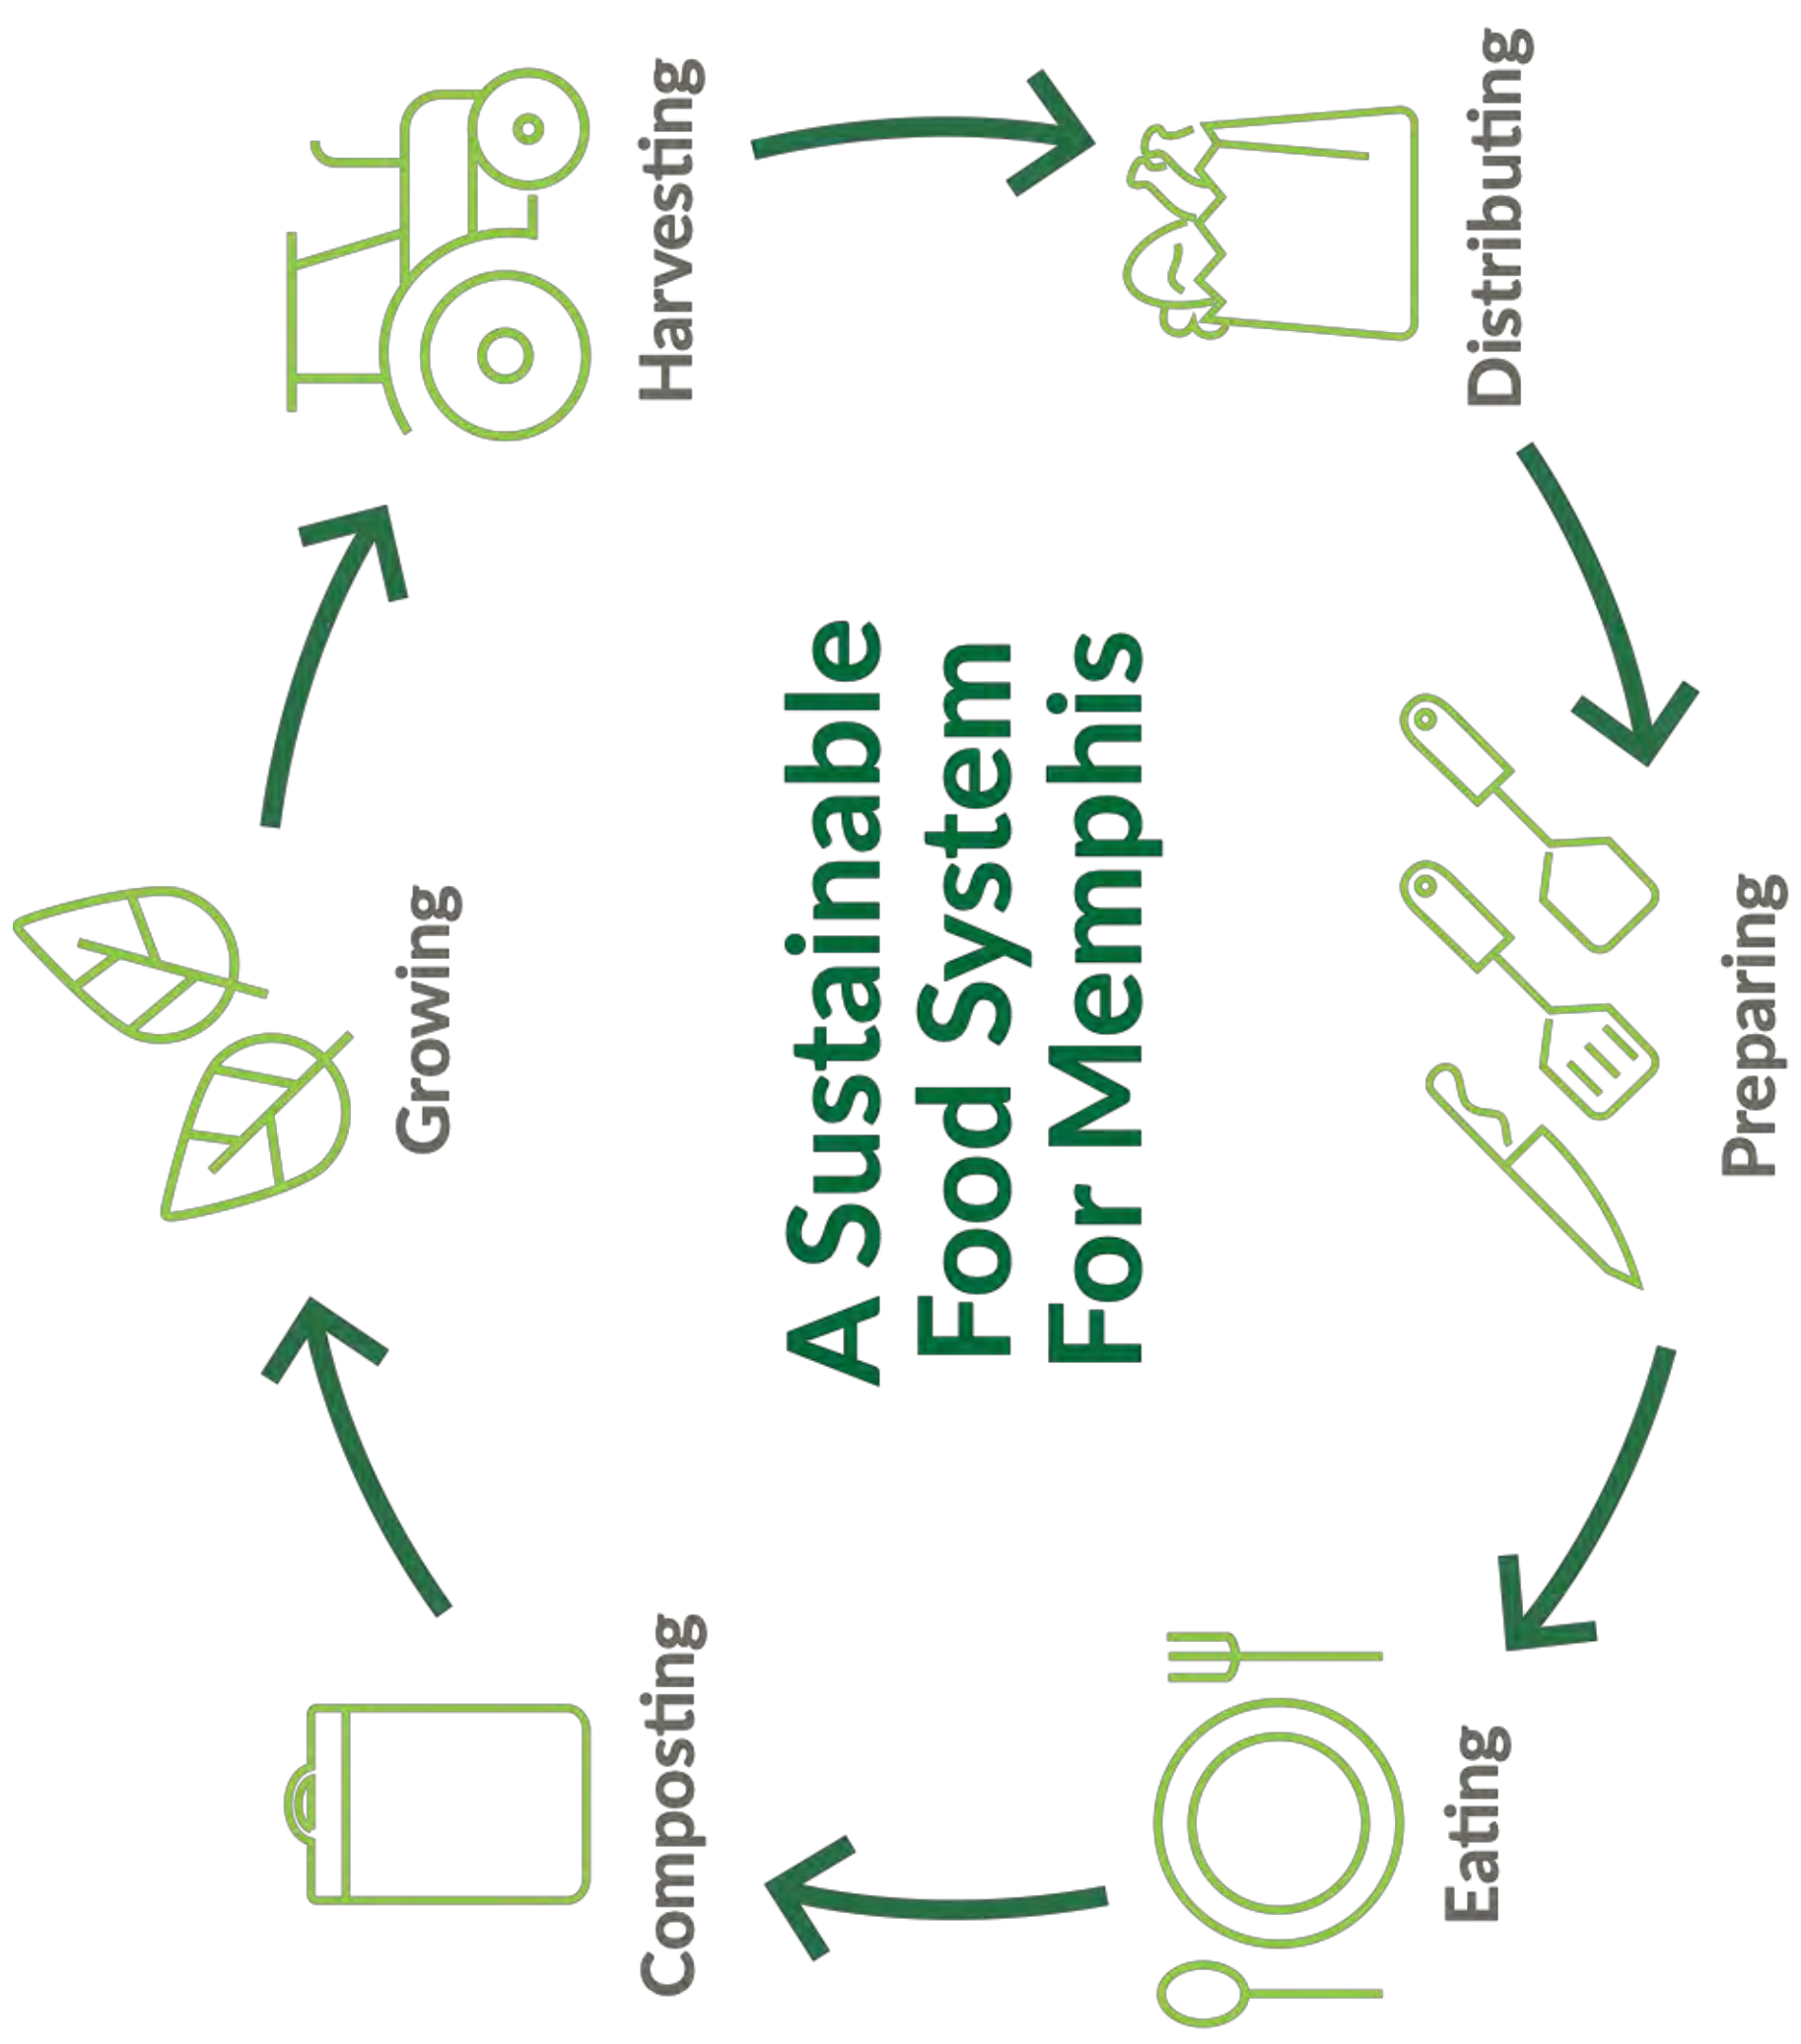 Growing
Harvesting
Distributing
Preparing
Eating
Composting
A Sustainable
Food System
For Memphis